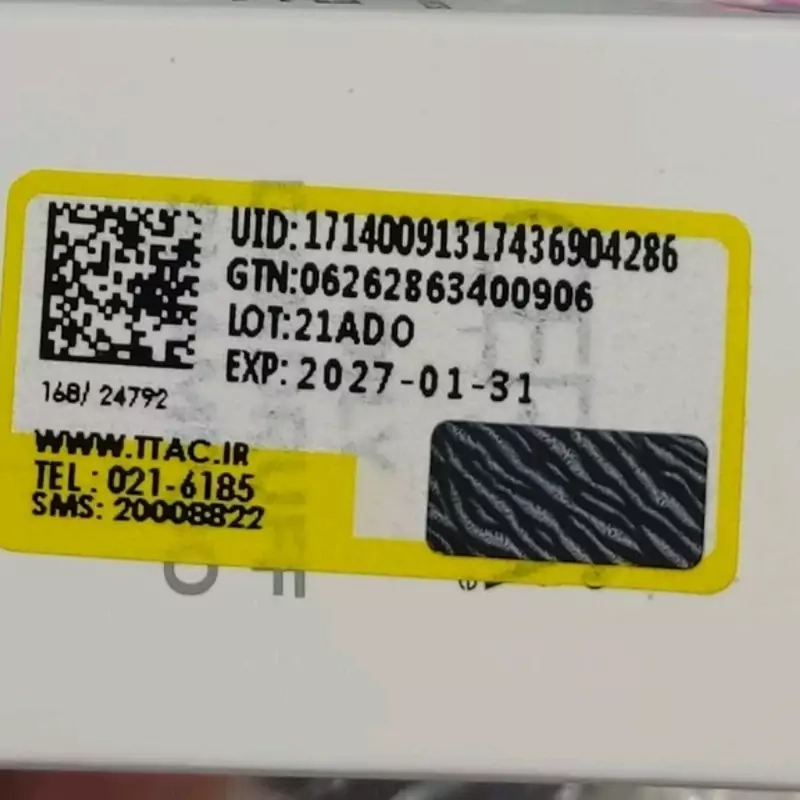 UID:17140091317436904286
GTN:06262863400906
LOT:21ADO
EXP:2027-01-31
168/ 24792
WWW.TTAC.IR
TEL : 021-6185
SMS: 20008822